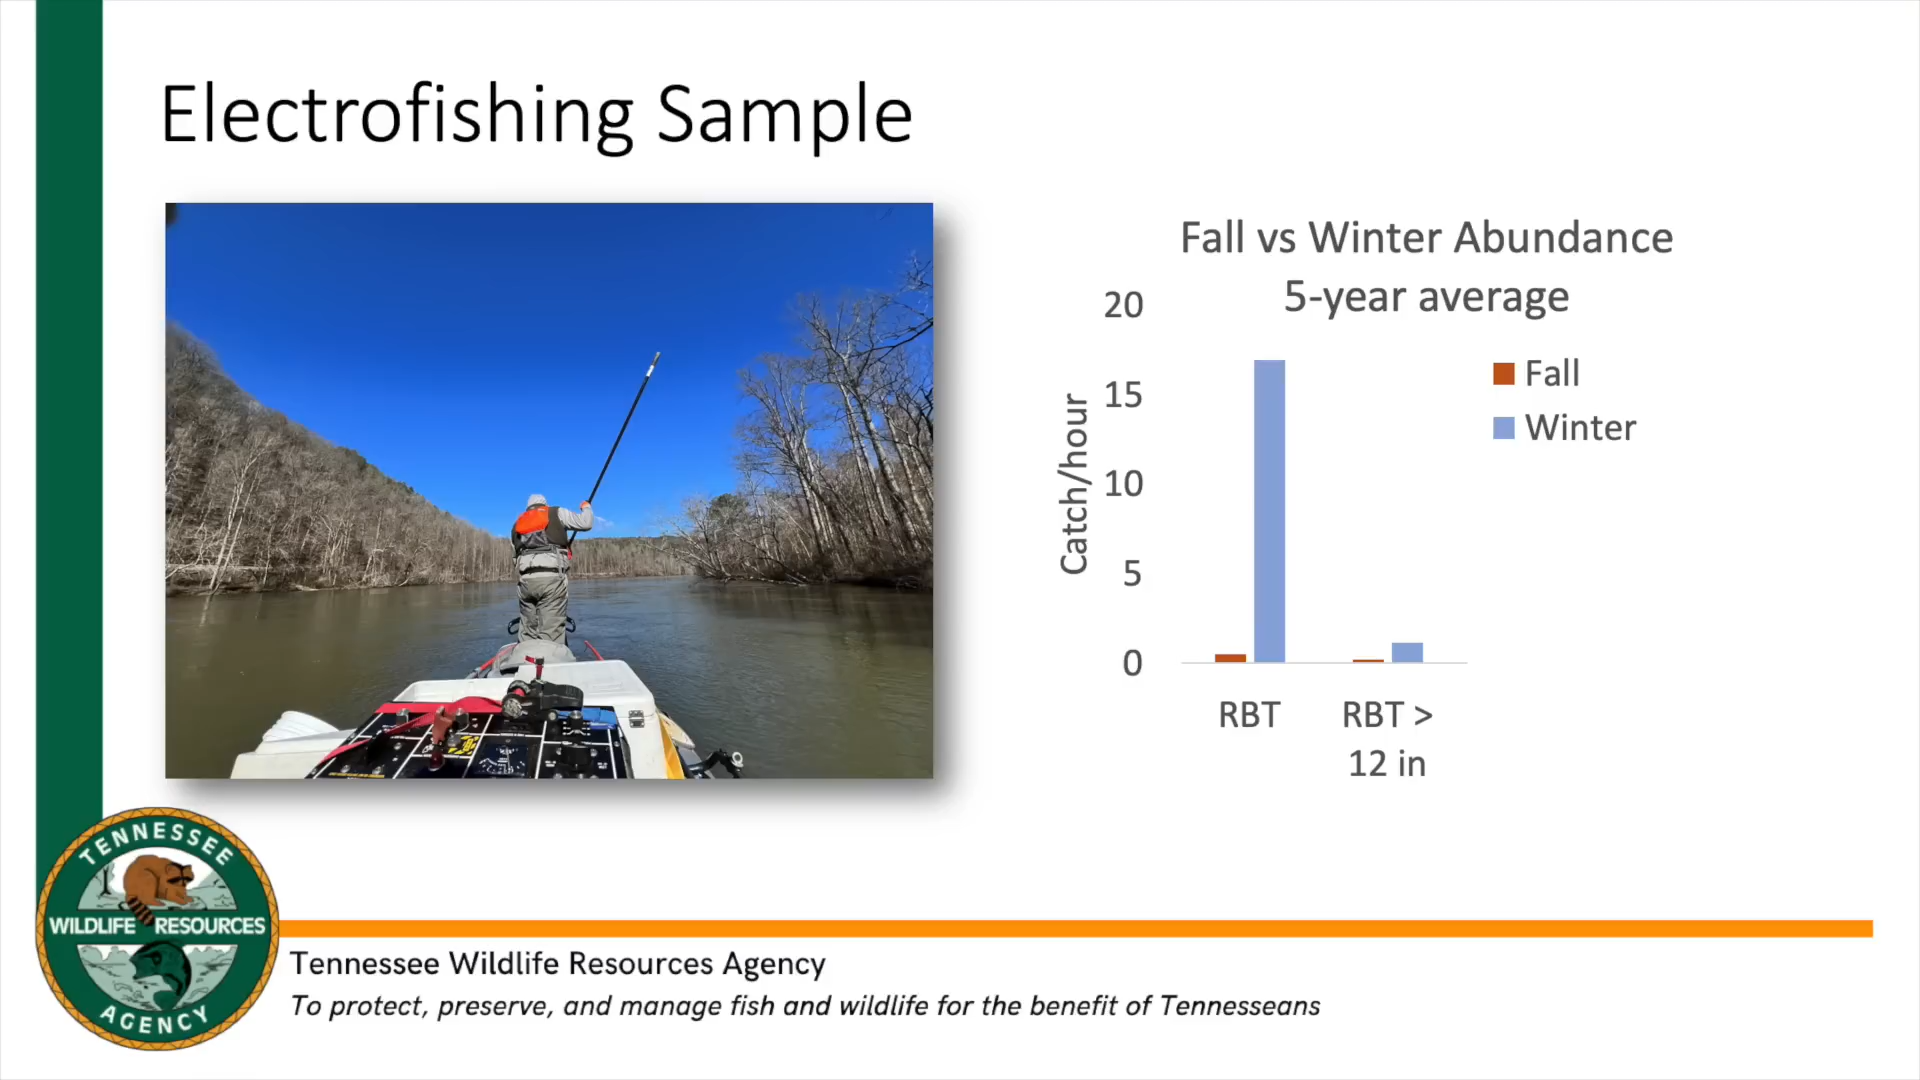 Electrofishing Sample
Fall vs Winter Abundance
5-year average
20
15
10
5
0
Catch/hour
Fall
Winter
RBT
RBT >
12 in
TENNESSEE
WILDLIFE RESOURCES
AGENCY
Tennessee Wildlife Resources Agency
To protect, preserve, and manage fish and wildlife for the benefit of Tennesseans